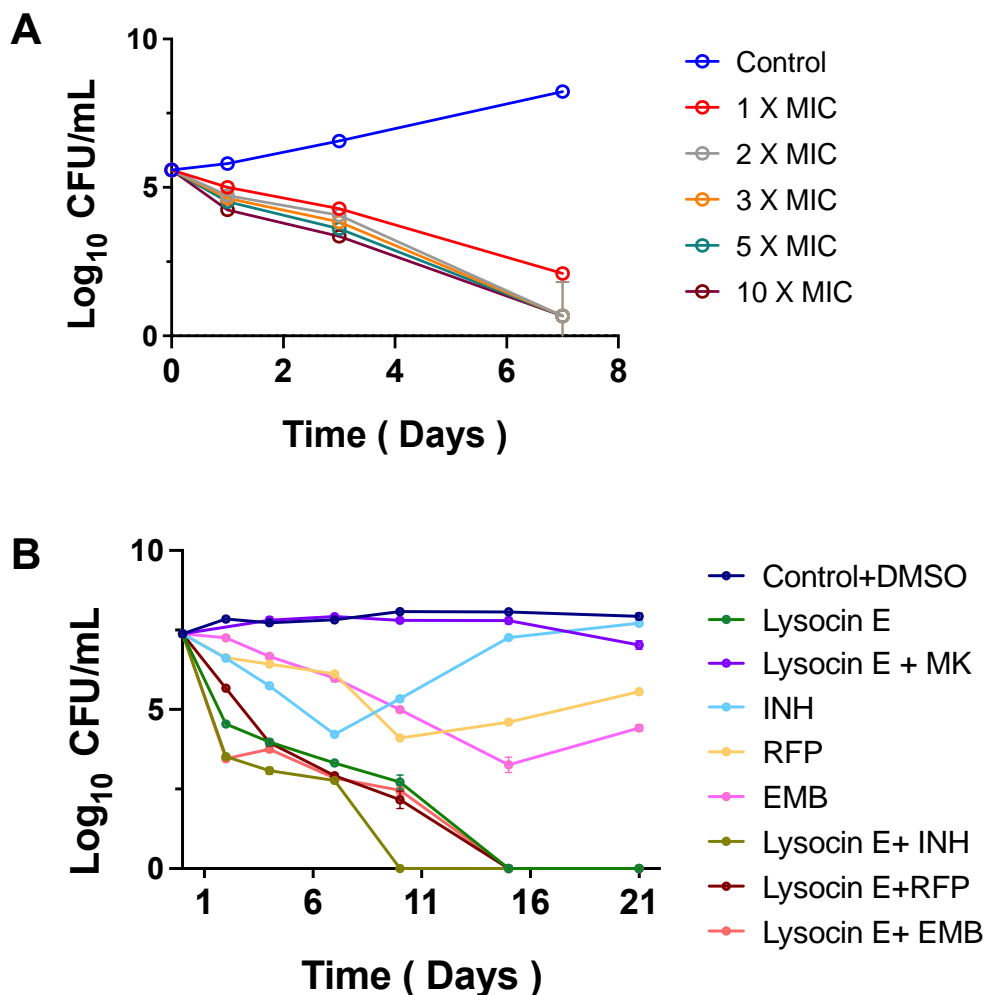 A
10
5
0
Log10 CFU/mL
0 2 4 6 8
Time ( Days )
Control
1 X MIC
2 X MIC
3 X MIC
5 X MIC
10 X MIC
B
10
5
0
Log10 CFU/mL
1 6 11 16 21
Time ( Days )
Control+DMSO
Lysocin E
Lysocin E + MK
INH
RFP
EMB
Lysocin E+ INH
Lysocin E+RFP
Lysocin E+ EMB